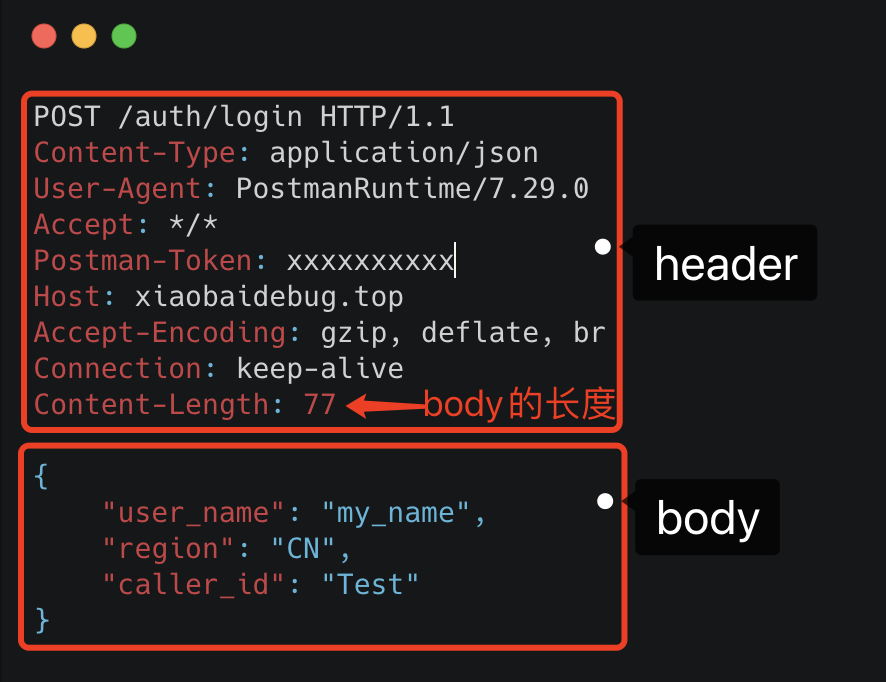 POST /auth/login HTTP/1.1
Content-Type: application/json
User-Agent: PostmanRuntime/7.29.0
Accept: */*
Postman-Token: xxxxxxxxxx
header
Host: xiaobaidebug.top
Accept-Encoding: gzip, deflate, br
Connection: keep-alive
Content-Length: 77 body的长度
{
"user_name": "my_name",
body
"region": "CN",
"caller_id": "Test"
}